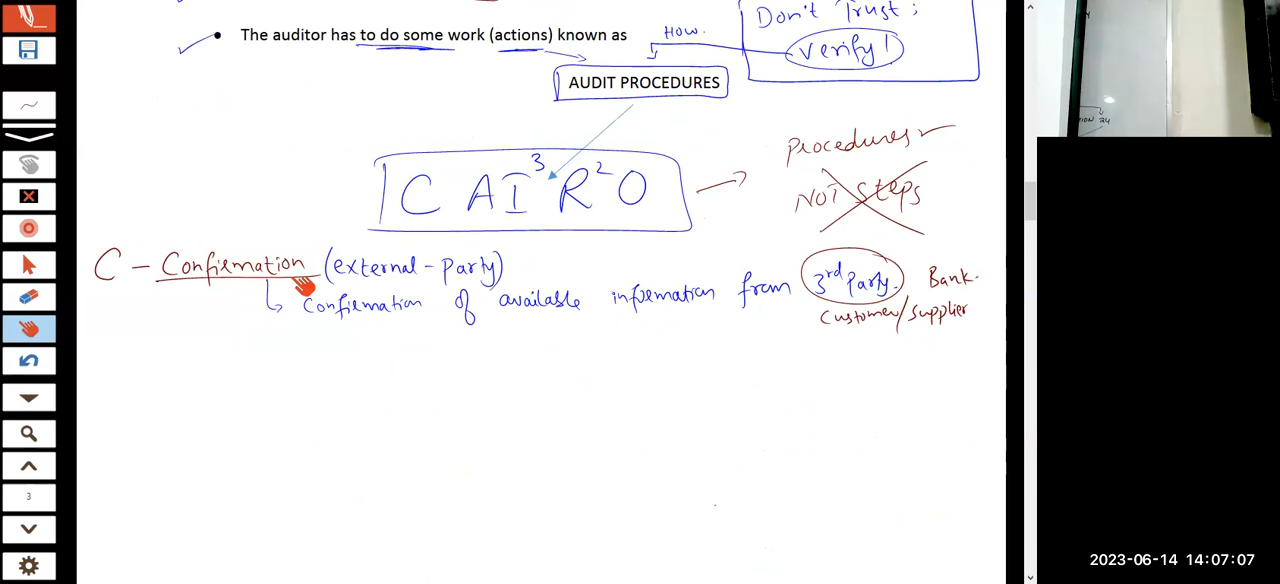 Don't Trust;
• The auditor has to do some work (actions) known as
HOW.
Verify!
AUDIT PROCEDURES
Procedures
C A I³ R² O
NOT Steps
C – Confirmation (external-Party)
Confirmation of available information from 3rd Party. Bank.
Customer/Supplier
3
2023-06-14 14:07:07